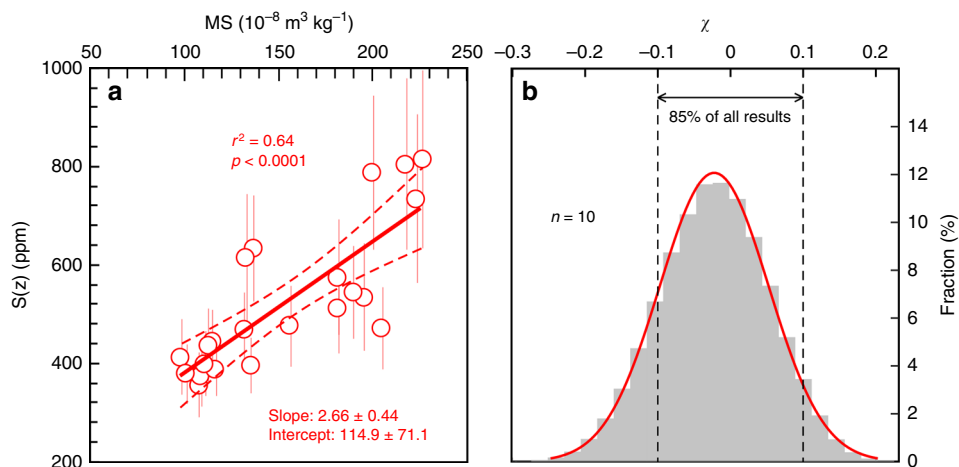 MS (10⁻⁸ m³ kg⁻¹)
50 100 150 200 250
1000
800
600
400
200
S(z) (ppm)
a
r² = 0.64
p < 0.0001
Slope: 2.66 ± 0.44
Intercept: 114.9 ± 71.1
χ
−0.3 −0.2 −0.1 0 0.1 0.2
b
85% of all results
n = 10
14
12
10
8
6
4
2
0
Fraction (%)